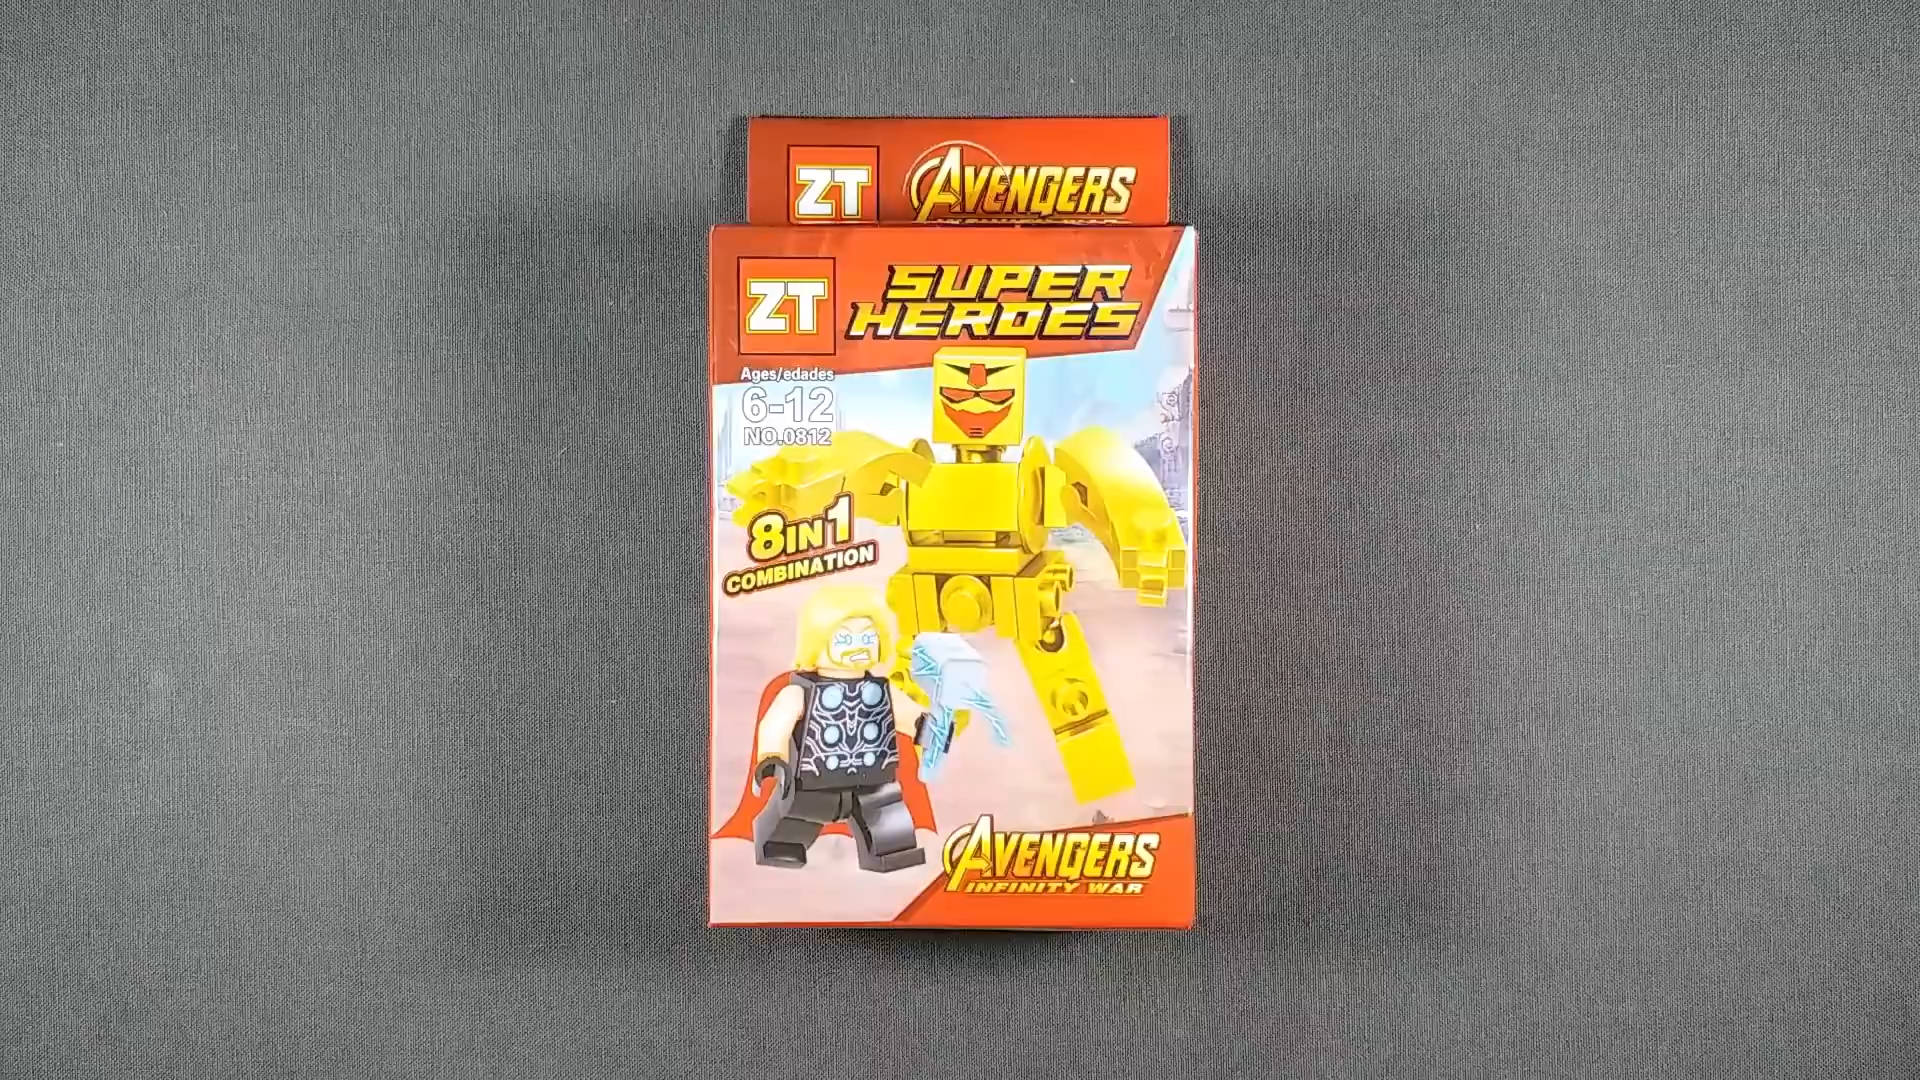 ZT
AVENGERS
ZT
SUPER
HEROES
Ages/edades
6-12
NO.0812
8IN1
COMBINATION
AVENGERS
INFINITY WAR